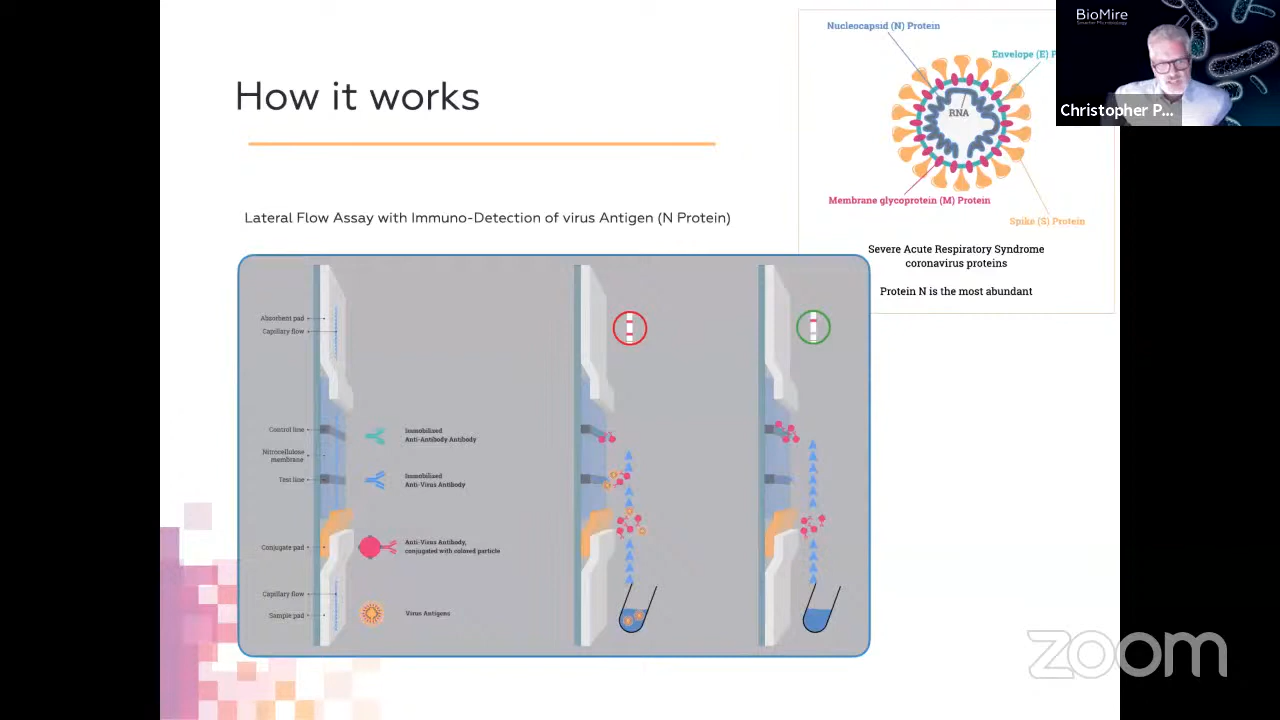 How it works
Lateral Flow Assay with Immuno-Detection of virus Antigen (N Protein)
Nucleocapsid (N) Protein
Envelope (E) P
RNA
Membrane glycoprotein (M) Protein
Spike (S) Protein
Severe Acute Respiratory Syndrome
coronavirus proteins
Protein N is the most abundant
BioMire
Smarter Microbiology
Christopher P...
Absorbent pad
Capillary flow
Control line
Nitrocellulose
membrane
Test line
Conjugate pad
Capillary flow
Sample pad
Immobilized
Anti-Antibody Antibody
Immobilised
Anti-Virus Antibody
Anti-Virus Antibody,
conjugated with colored particle
Virus Antigens
zoom